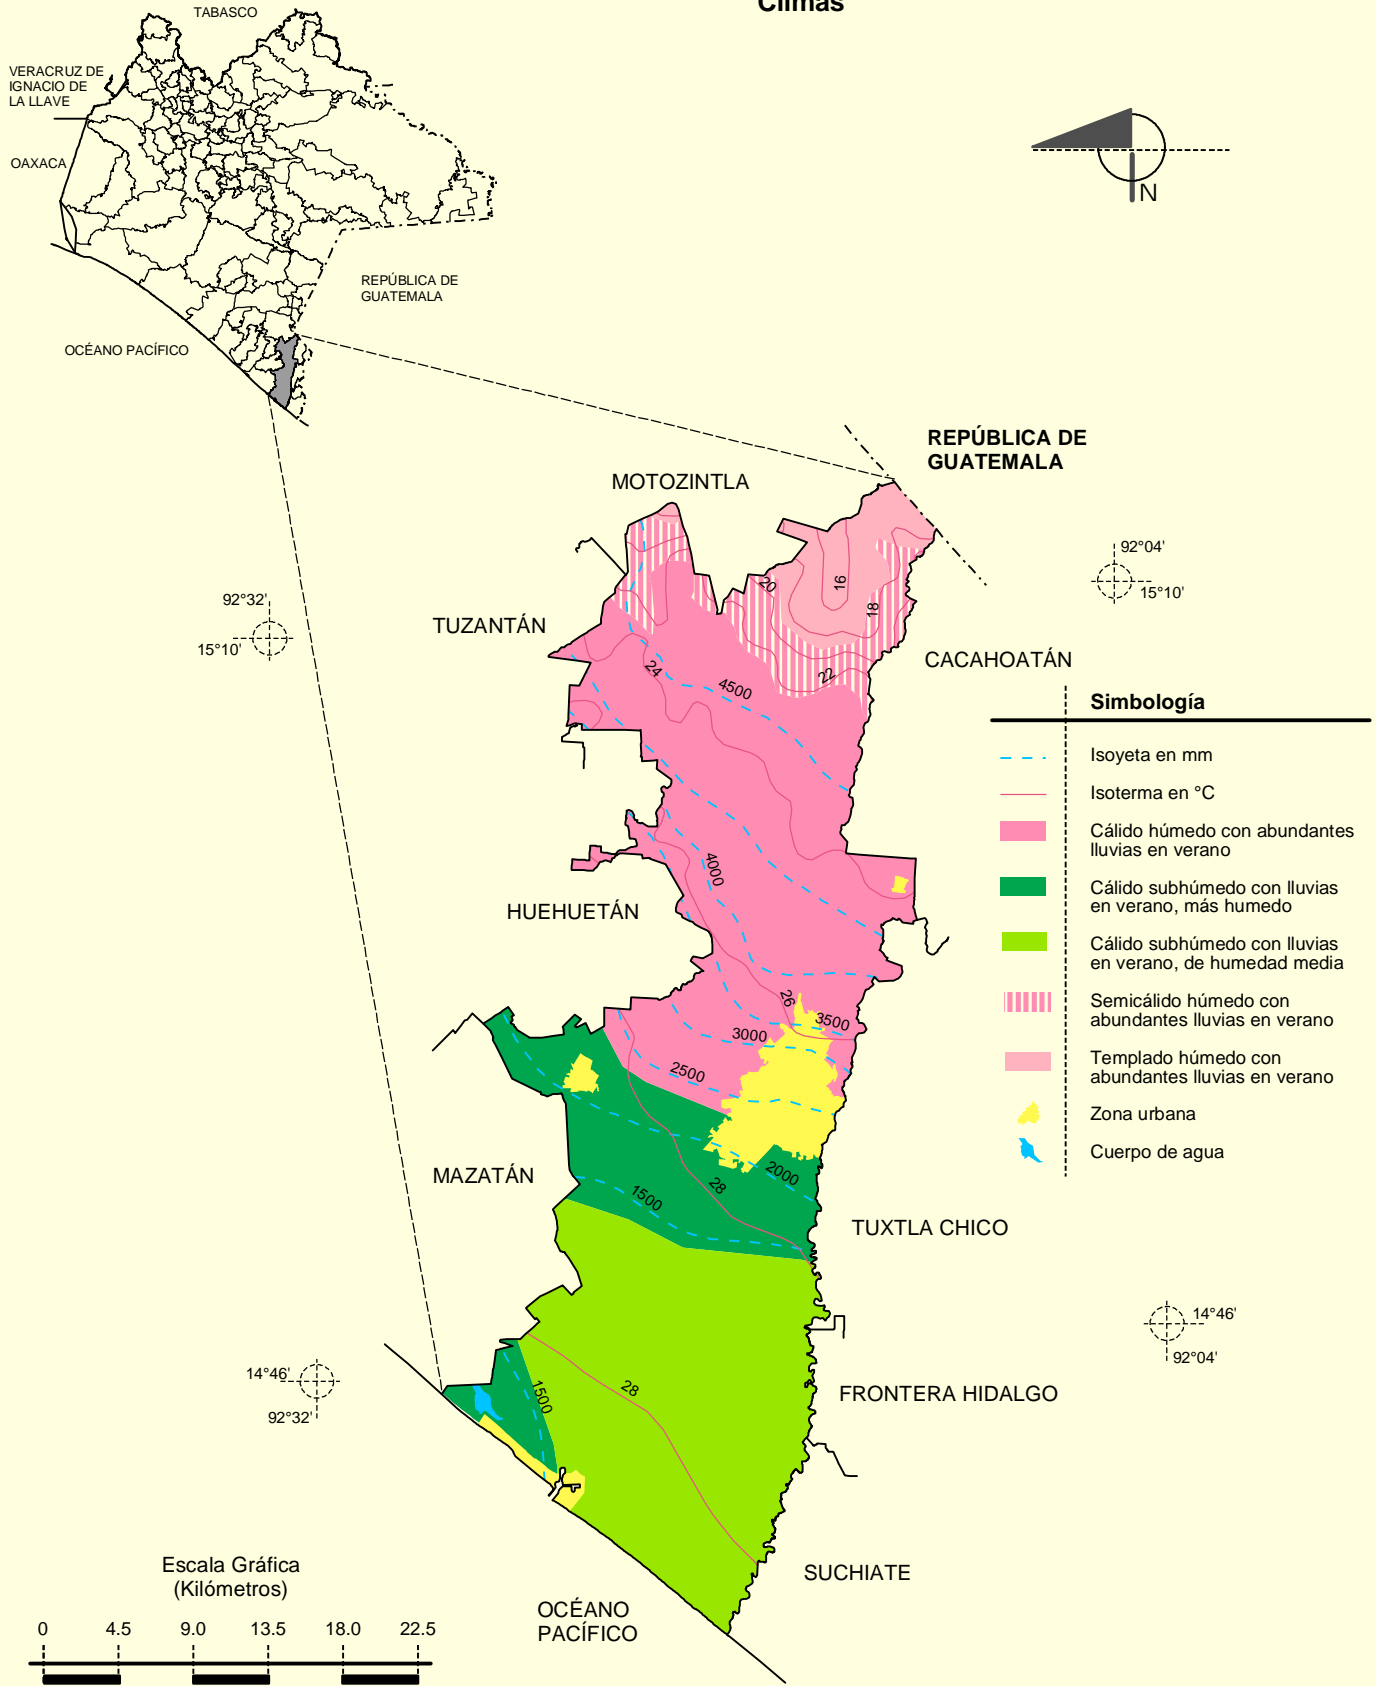 Climas
TABASCO
VERACRUZ DE
IGNACIO DE
LA LLAVE
OAXACA
REPÚBLICA DE
GUATEMALA
OCÉANO PACÍFICO
N
REPÚBLICA DE
GUATEMALA
MOTOZINTLA
92°04'
15°10'
92°32'
15°10'
TUZANTÁN
CACAHOATÁN
20
16
18
22
24
4500
4000
HUEHUETÁN
26
3500
3000
2500
2000
28
1500
MAZATÁN
TUXTLA CHICO
14°46'
92°04'
14°46'
92°32'
1500
28
FRONTERA HIDALGO
SUCHIATE
OCÉANO
PACÍFICO
Simbología
Isoyeta en mm
Isoterma en °C
Cálido húmedo con abundantes
lluvias en verano
Cálido subhúmedo con lluvias
en verano, más humedo
Cálido subhúmedo con lluvias
en verano, de humedad media
Semicálido húmedo con
abundantes lluvias en verano
Templado húmedo con
abundantes lluvias en verano
Zona urbana
Cuerpo de agua
Escala Gráfica
(Kilómetros)
0 4.5 9.0 13.5 18.0 22.5